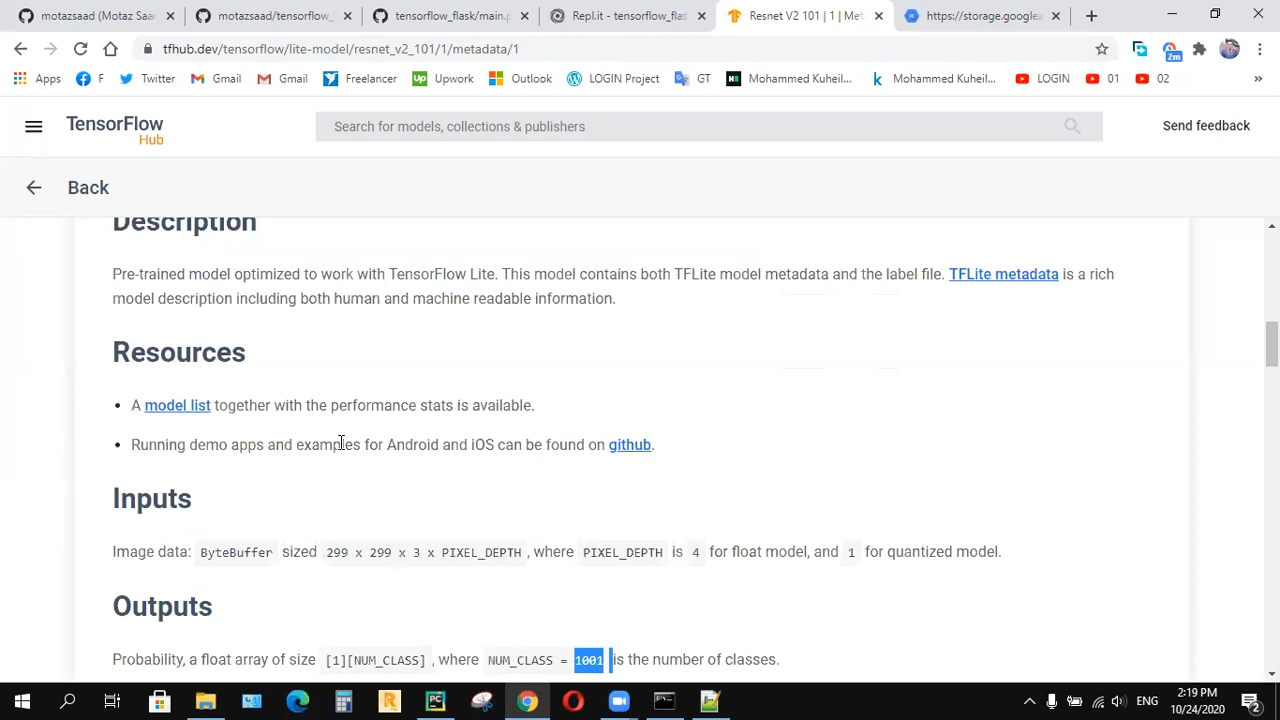 motazsaad (Motaz Saa
motazsaad/tensorflow_
tensorflow_flask/main.p
Repl.it - tensorflow_flas
Resnet V2 101 | 1 | Met
https://storage.googlea
tfhub.dev/tensorflow/lite-model/resnet_v2_101/1/metadata/1
2m
Apps
F
Twitter
Gmail
Gmail
Freelancer
Upwork
Outlook
LOGIN Project
GT
Mohammed Kuheil...
Mohammed Kuheil...
LOGIN
01
02
»
TensorFlow
Hub
Search for models, collections & publishers
Send feedback
Back
Description
Pre-trained model optimized to work with TensorFlow Lite. This model contains both TFLite model metadata and the label file. TFLite metadata is a rich
model description including both human and machine readable information.
Resources
• A model list together with the performance stats is available.
• Running demo apps and examples for Android and iOS can be found on github.
Inputs
Image data: ByteBuffer sized 299 x 299 x 3 x PIXEL_DEPTH, where PIXEL_DEPTH is 4 for float model, and 1 for quantized model.
Outputs
Probability, a float array of size [1][NUM_CLASS], where NUM_CLASS = 1001 is the number of classes.
ENG
2:19 PM
10/24/2020
2